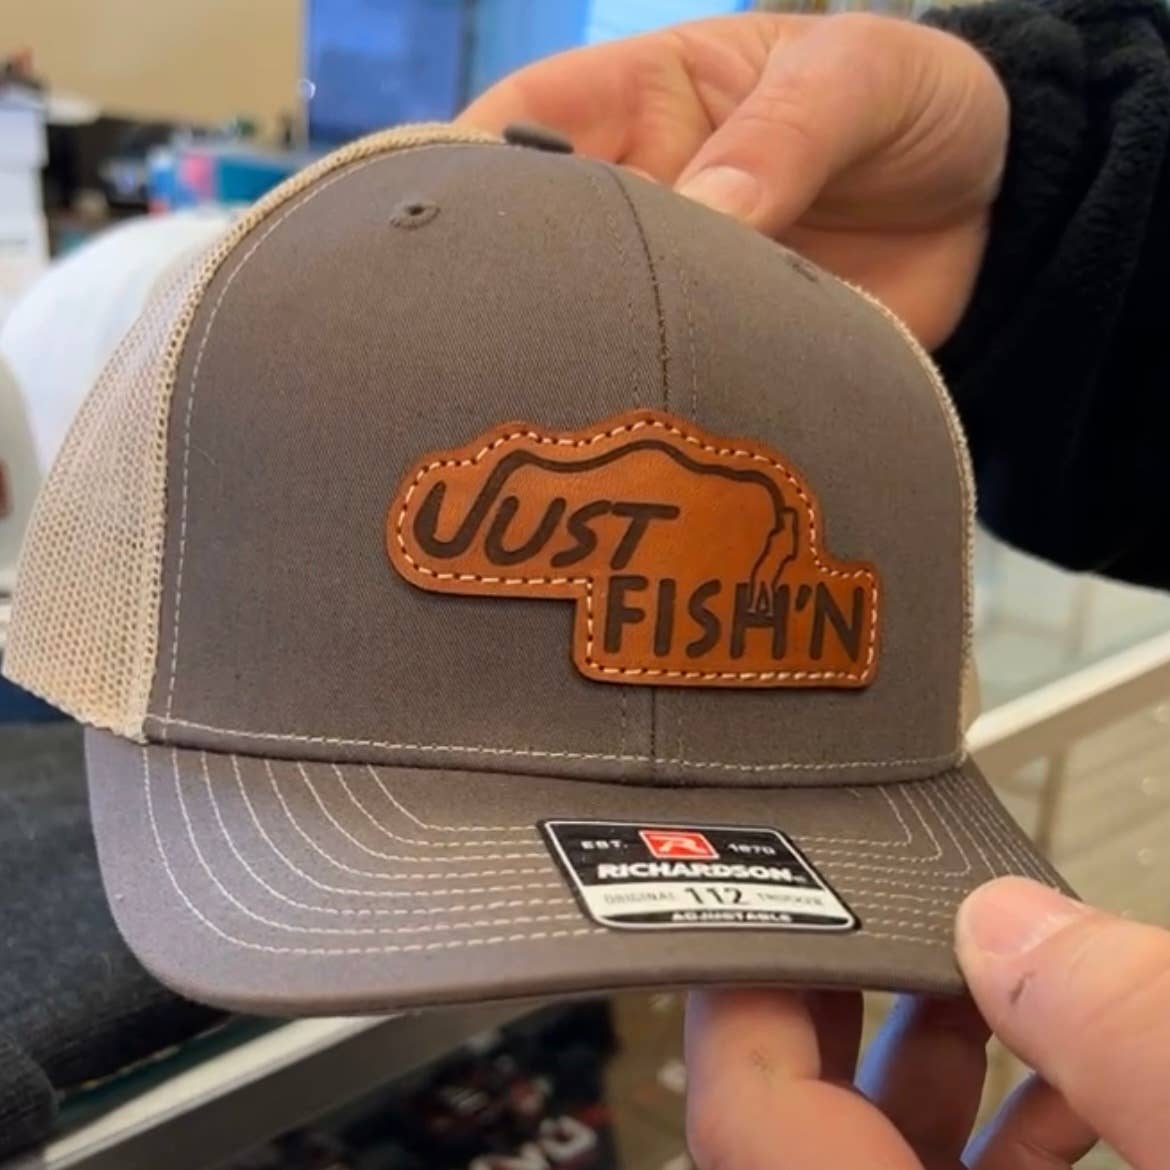 JUST
FISH'N
EST. 1970
RICHARDSON
ORIGINAL 112 TRUCKER
ADJUSTABLE